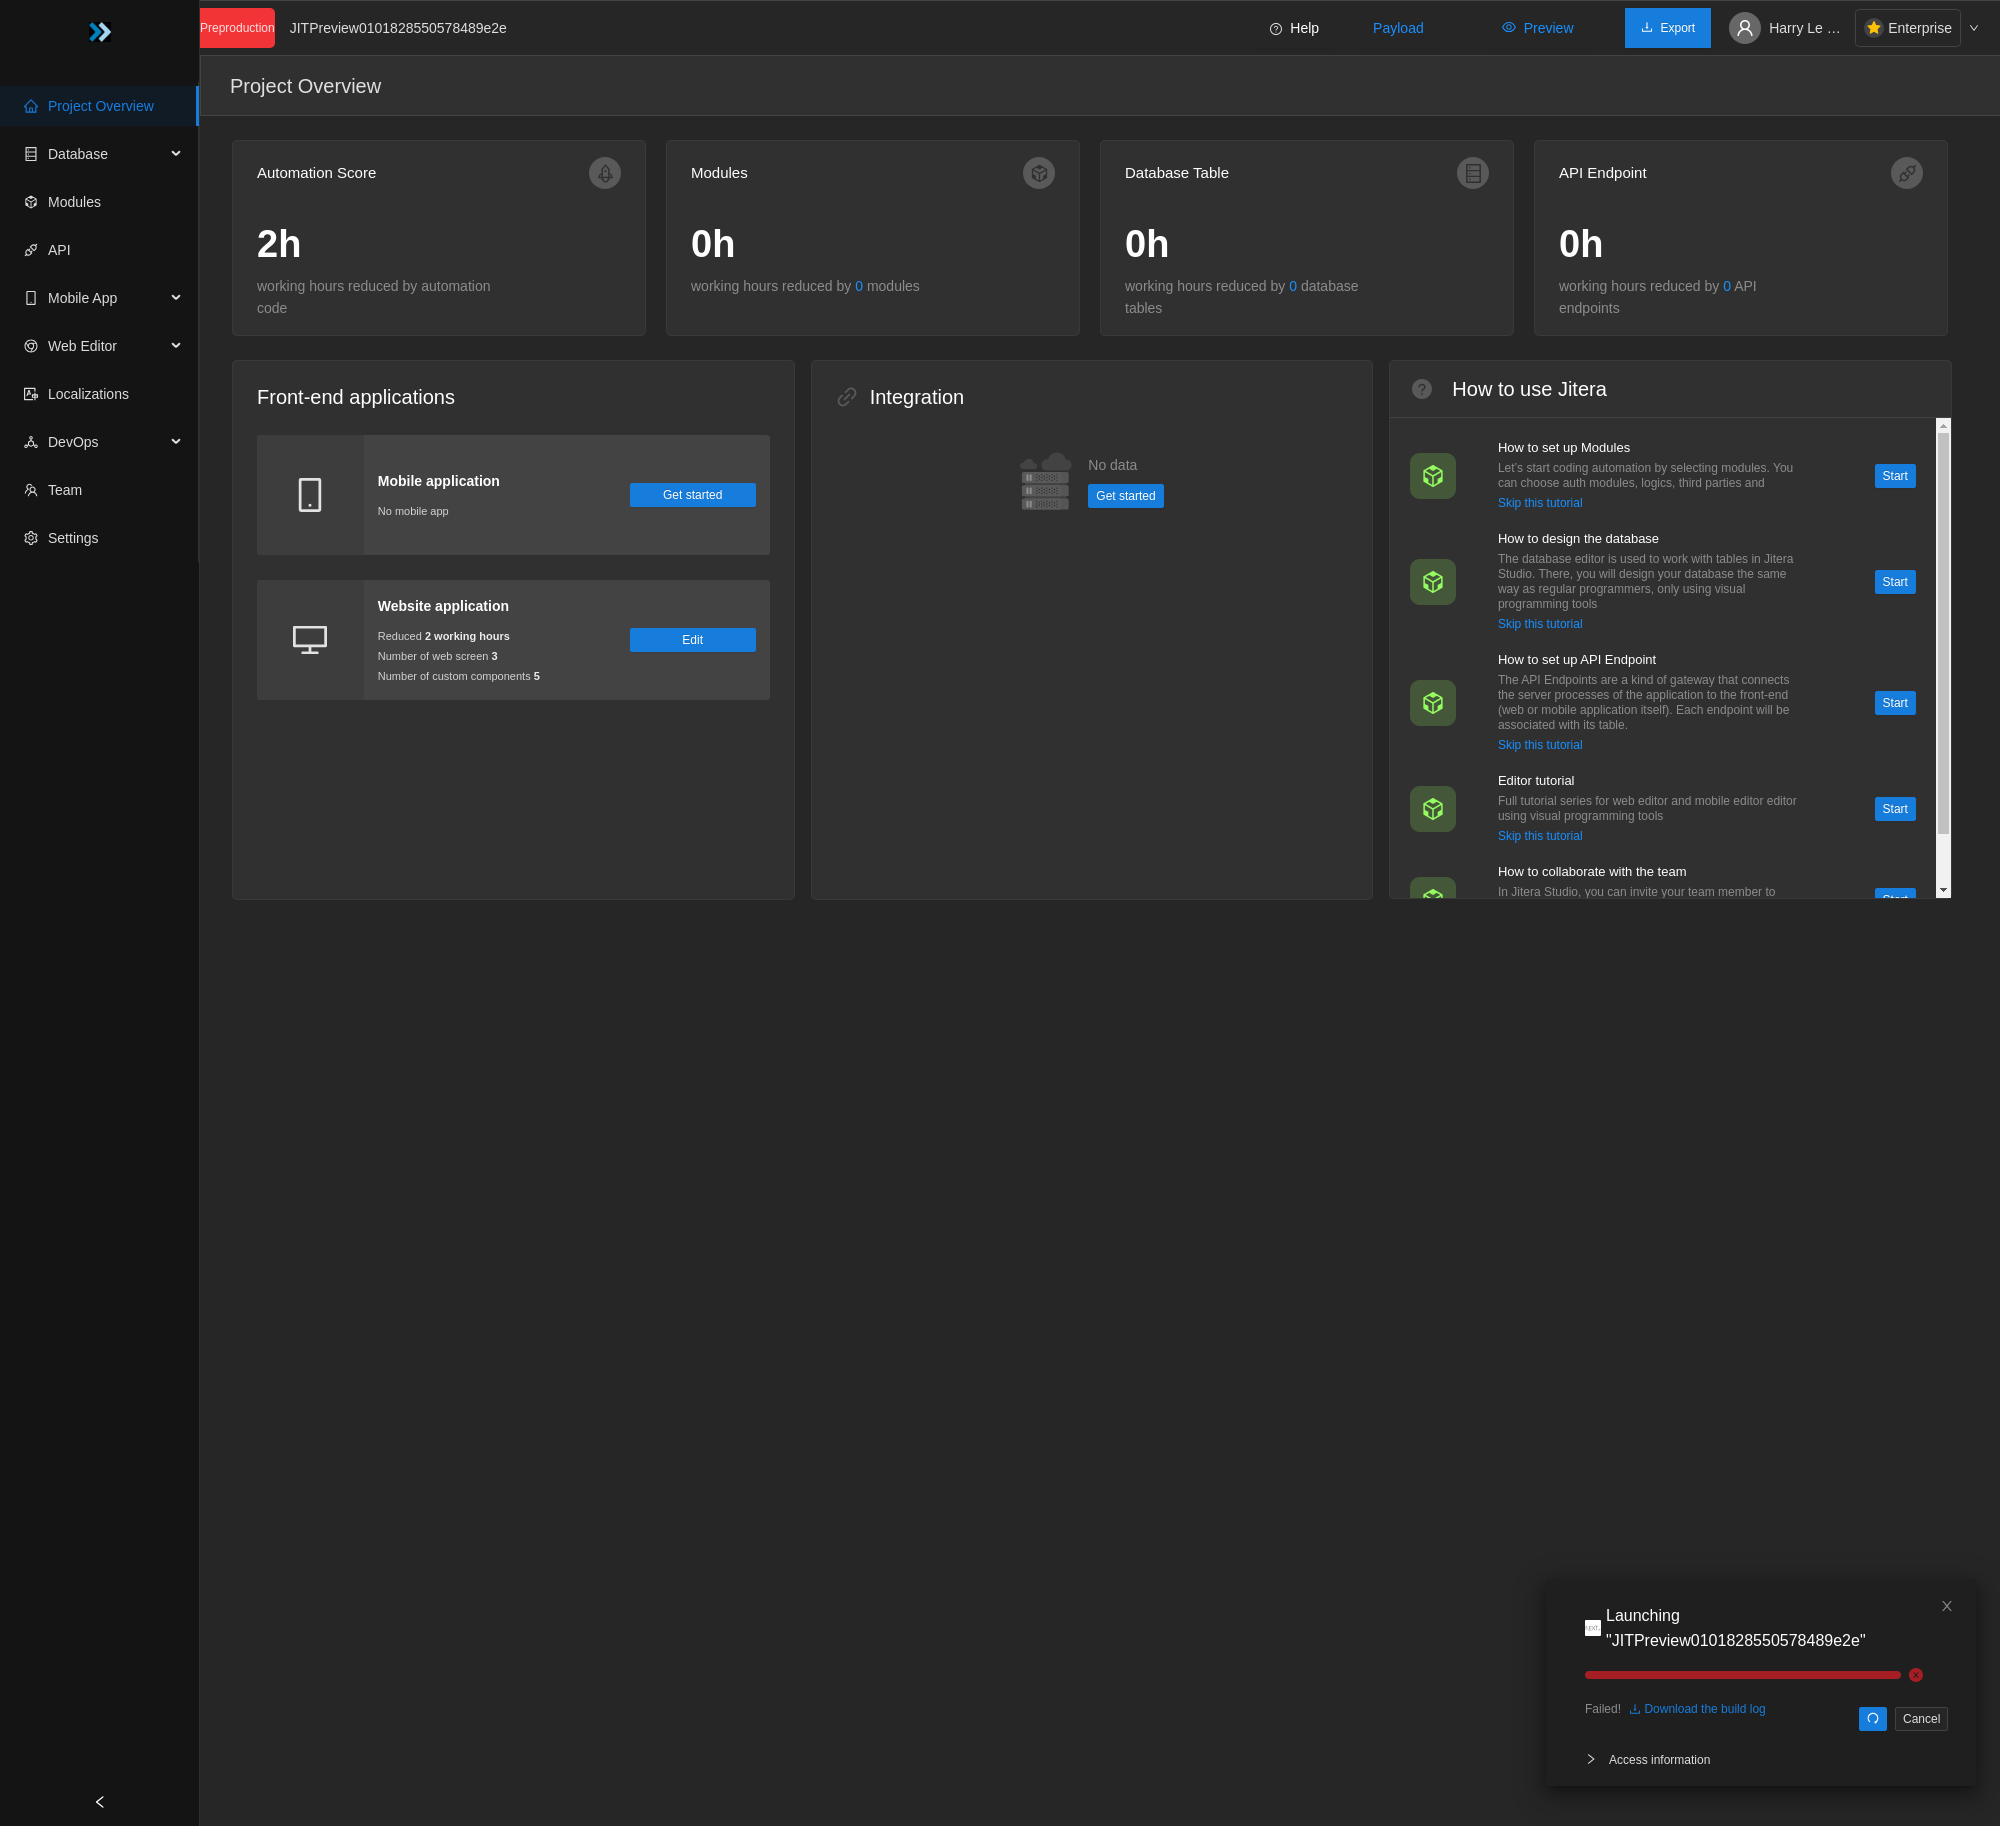 Preproduction
JITPreview0101828550578489e2e
Help
Payload
Preview
Export
Harry Le ...
Enterprise
Project Overview
Database
Modules
API
Mobile App
Web Editor
Localizations
DevOps
Team
Settings
Project Overview
Automation Score
2h
working hours reduced by automation
code
Modules
0h
working hours reduced by 0 modules
Database Table
0h
working hours reduced by 0 database
tables
API Endpoint
0h
working hours reduced by 0 API
endpoints
Front-end applications
Mobile application
No mobile app
Get started
Website application
Reduced 2 working hours
Number of web screen 3
Number of custom components 5
Edit
Integration
No data
Get started
How to use Jitera
How to set up Modules
Let's start coding automation by selecting modules. You
can choose auth modules, logics, third parties and
Skip this tutorial
Start
How to design the database
The database editor is used to work with tables in Jitera
Studio. There, you will design your database the same
way as regular programmers, only using visual
programming tools
Skip this tutorial
Start
How to set up API Endpoint
The API Endpoints are a kind of gateway that connects
the server processes of the application to the front-end
(web or mobile application itself). Each endpoint will be
associated with its table.
Skip this tutorial
Start
Editor tutorial
Full tutorial series for web editor and mobile editor editor
using visual programming tools
Skip this tutorial
Start
How to collaborate with the team
In Jitera Studio, you can invite your team member to
Start
Launching
"JITPreview0101828550578489e2e"
Failed!
Download the build log
Cancel
Access information